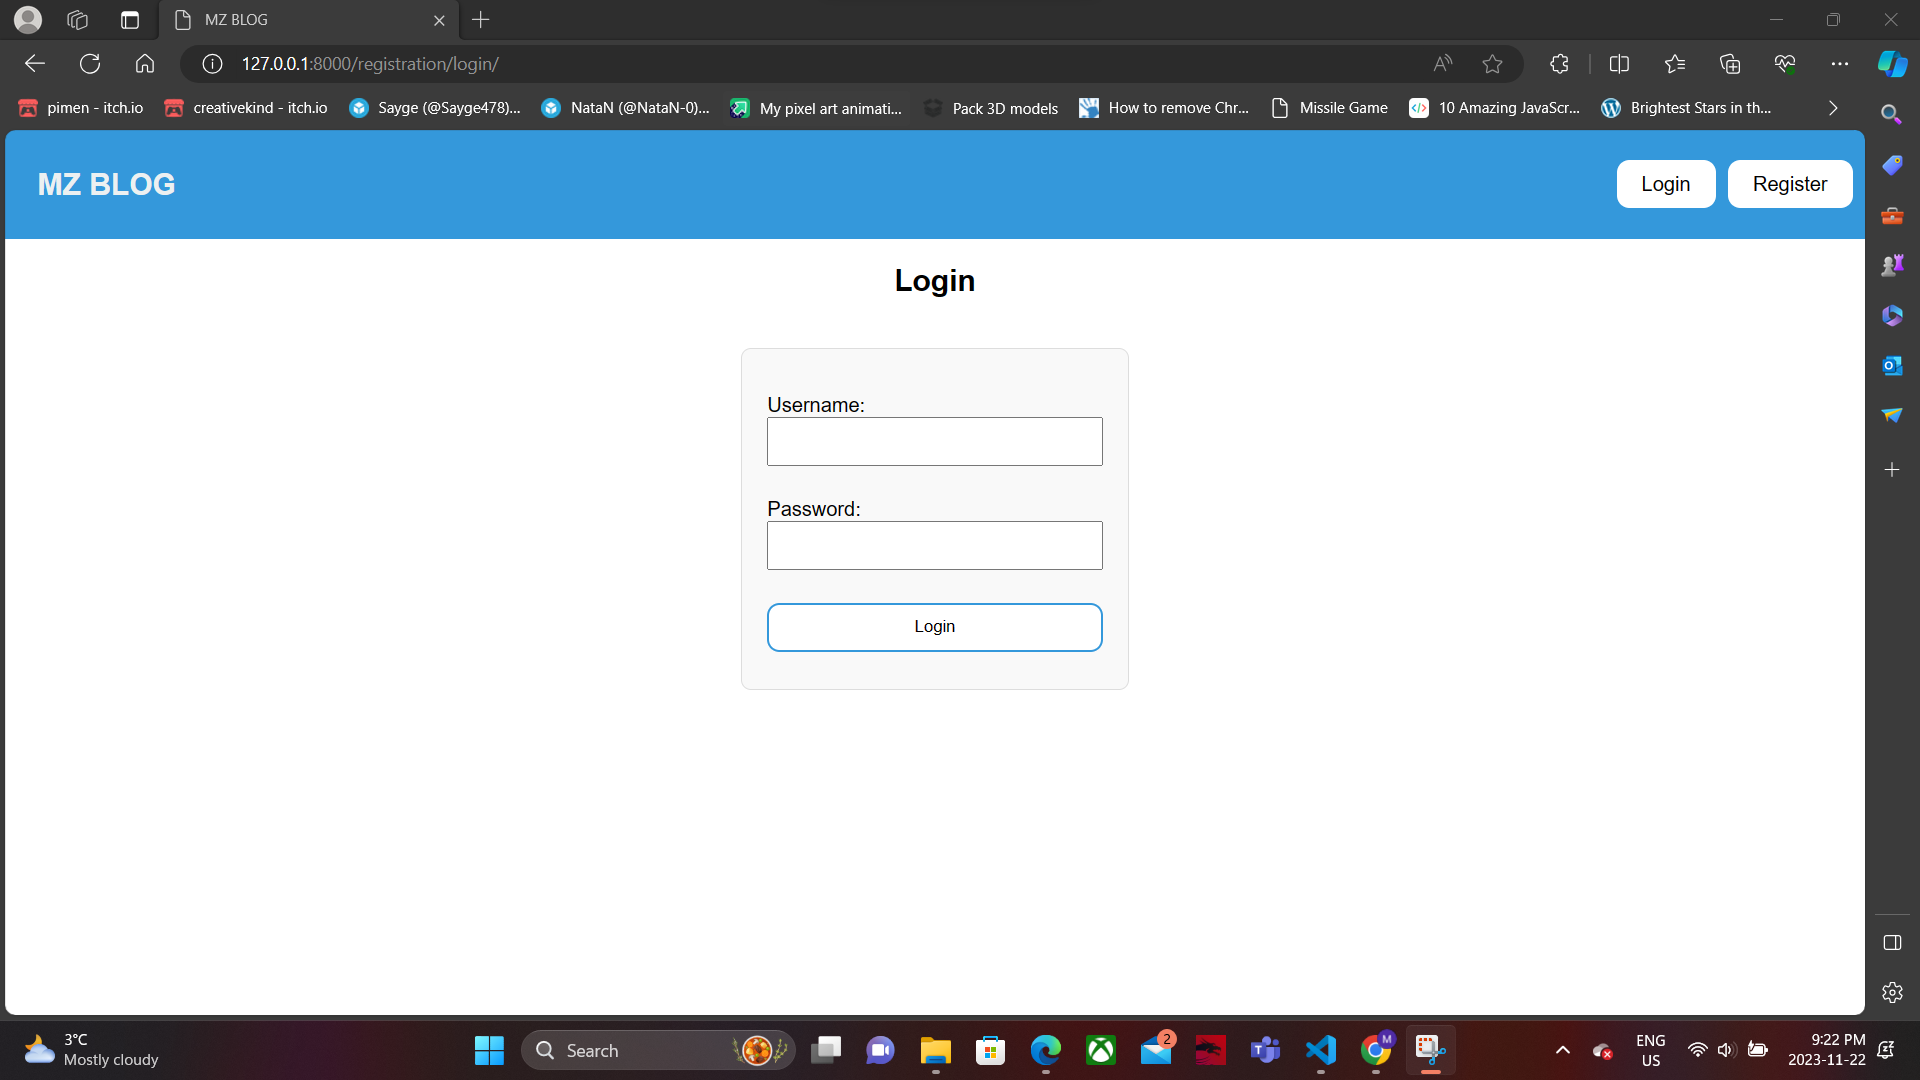 MZ BLOG
127.0.0.1:8000/registration/login/
pimen - itch.io
creativekind - itch.io
Sayge (@Sayge478)...
NataN (@NataN-0)...
My pixel art animati...
Pack 3D models
How to remove Chr...
Missile Game
10 Amazing JavaScr...
Brightest Stars in th...
MZ BLOG
Login
Register
Login
Username:
Password:
Login
3°C
Mostly cloudy
Search
2
M
ENG
US
9:22 PM
2023-11-22